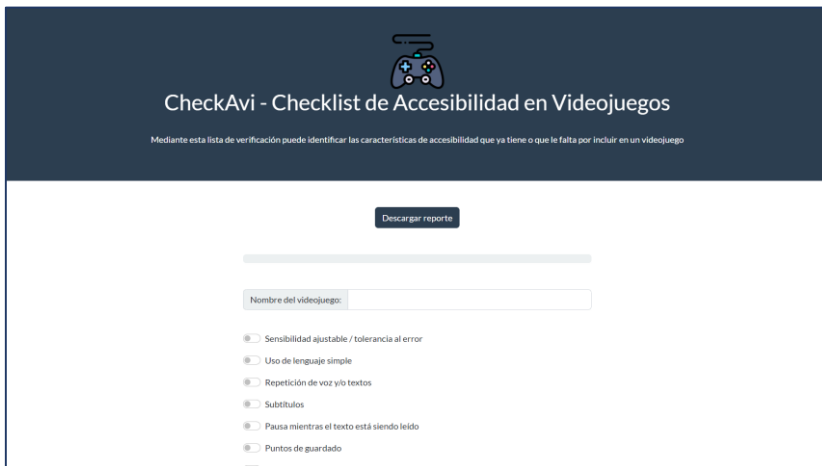 CheckAvi - Checklist de Accesibilidad en Videojuegos
Mediante esta lista de verificación puede identificar las características de accesibilidad que ya tiene o que le falta por incluir en un videojuego
Descargar reporte
Nombre del videojuego:
Sensibilidad ajustable / tolerancia al error
Uso de lenguaje simple
Repetición de voz y/o textos
Subtítulos
Pausa mientras el texto está siendo leído
Puntos de guardado